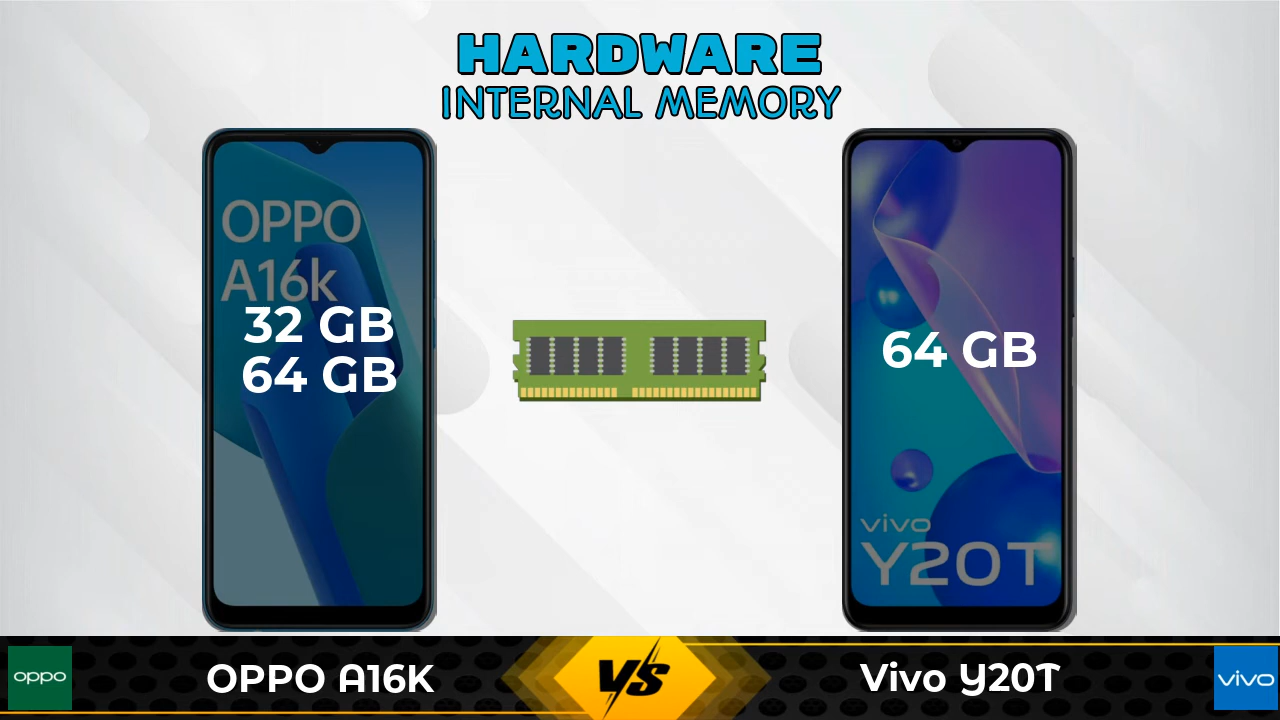 HARDWARE
INTERNAL MEMORY
OPPO
A16k
32 GB
64 GB
64 GB
vivo
Y20T
oppo
OPPO A16K
VS
Vivo Y20T
vivo